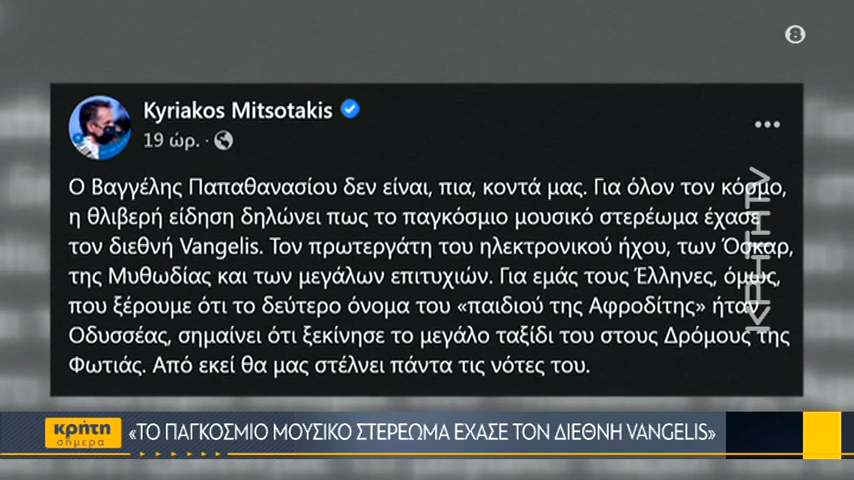 8
Kyriakos Mitsotakis
19 ώρ. ·
Ο Βαγγέλης Παπαθανασίου δεν είναι, πια, κοντά μας. Για όλον τον κόσμο,
η θλιβερή είδηση δηλώνει πως το παγκόσμιο μουσικό στερέωμα έχασε
τον διεθνή Vangelis. Τον πρωτεργάτη του ηλεκτρονικού ήχου, των Όσκαρ,
της Μυθωδίας και των μεγάλων επιτυχιών. Για εμάς τους Έλληνες, όμως,
που ξέρουμε ότι το δεύτερο όνομα του «παιδιού της Αφροδίτης» ήταν
Οδυσσέας, σημαίνει ότι ξεκίνησε το μεγάλο ταξίδι του στους Δρόμους της
Φωτιάς. Από εκεί θα μας στέλνει πάντα τις νότες του.
ΚΡΗΤΗ TV
κρήτη
σήμερα
«ΤΟ ΠΑΓΚΟΣΜΙΟ ΜΟΥΣΙΚΟ ΣΤΕΡΕΩΜΑ ΕΧΑΣΕ ΤΟΝ ΔΙΕΘΝΗ VANGELIS»